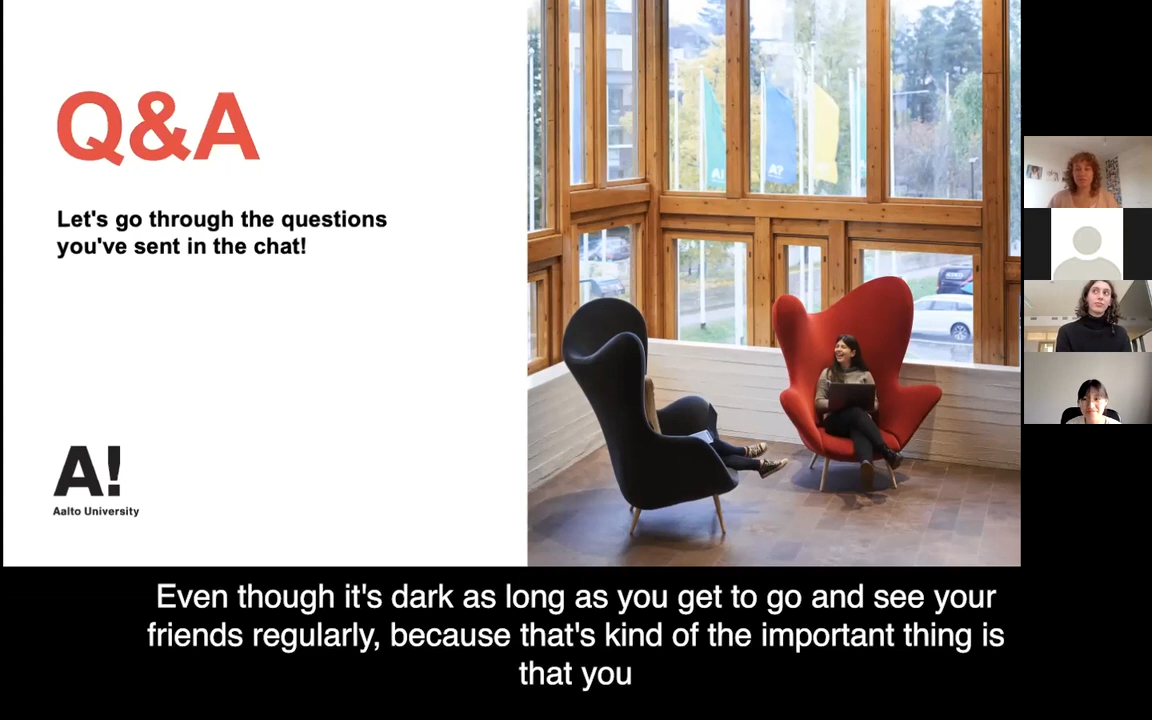 Q&A
Let's go through the questions
you've sent in the chat!
A!
Aalto University
A!
A?
Even though it's dark as long as you get to go and see your
friends regularly, because that's kind of the important thing is
that you